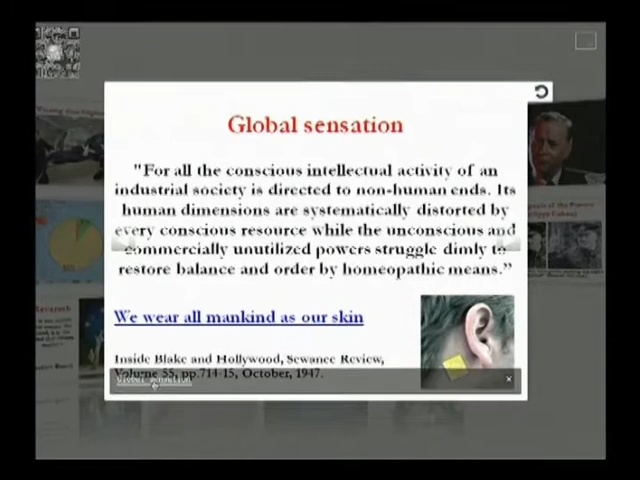 Global sensation
"For all the conscious intellectual activity of an
industrial society is directed to non-human ends. Its
human dimensions are systematically distorted by
every conscious resource while the unconscious and
commercially unutilized powers struggle dimly to
restore balance and order by homeopathic means."
We wear all mankind as our skin
Inside Blake and Hollywood, Sewanee Review,
Volume 55, pp.714-15, October, 1947.
Global sensation